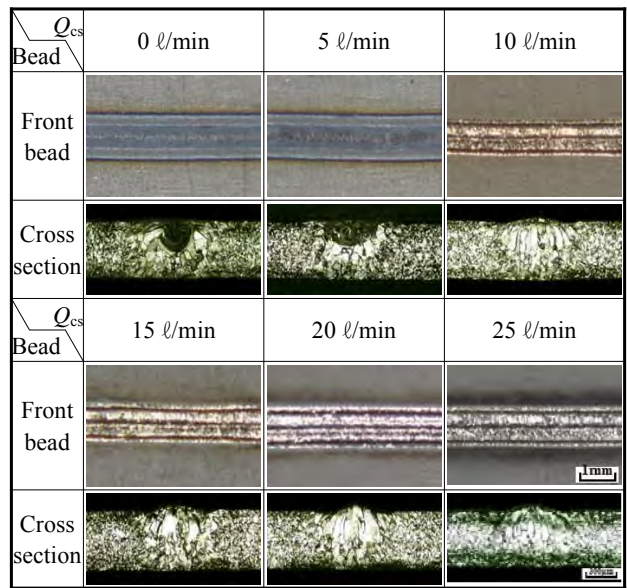 Qcs
Bead
0 ℓ/min
5 ℓ/min
10 ℓ/min
Front
bead
Cross
section
Qcs
Bead
15 ℓ/min
20 ℓ/min
25 ℓ/min
Front
bead
1mm
Cross
section